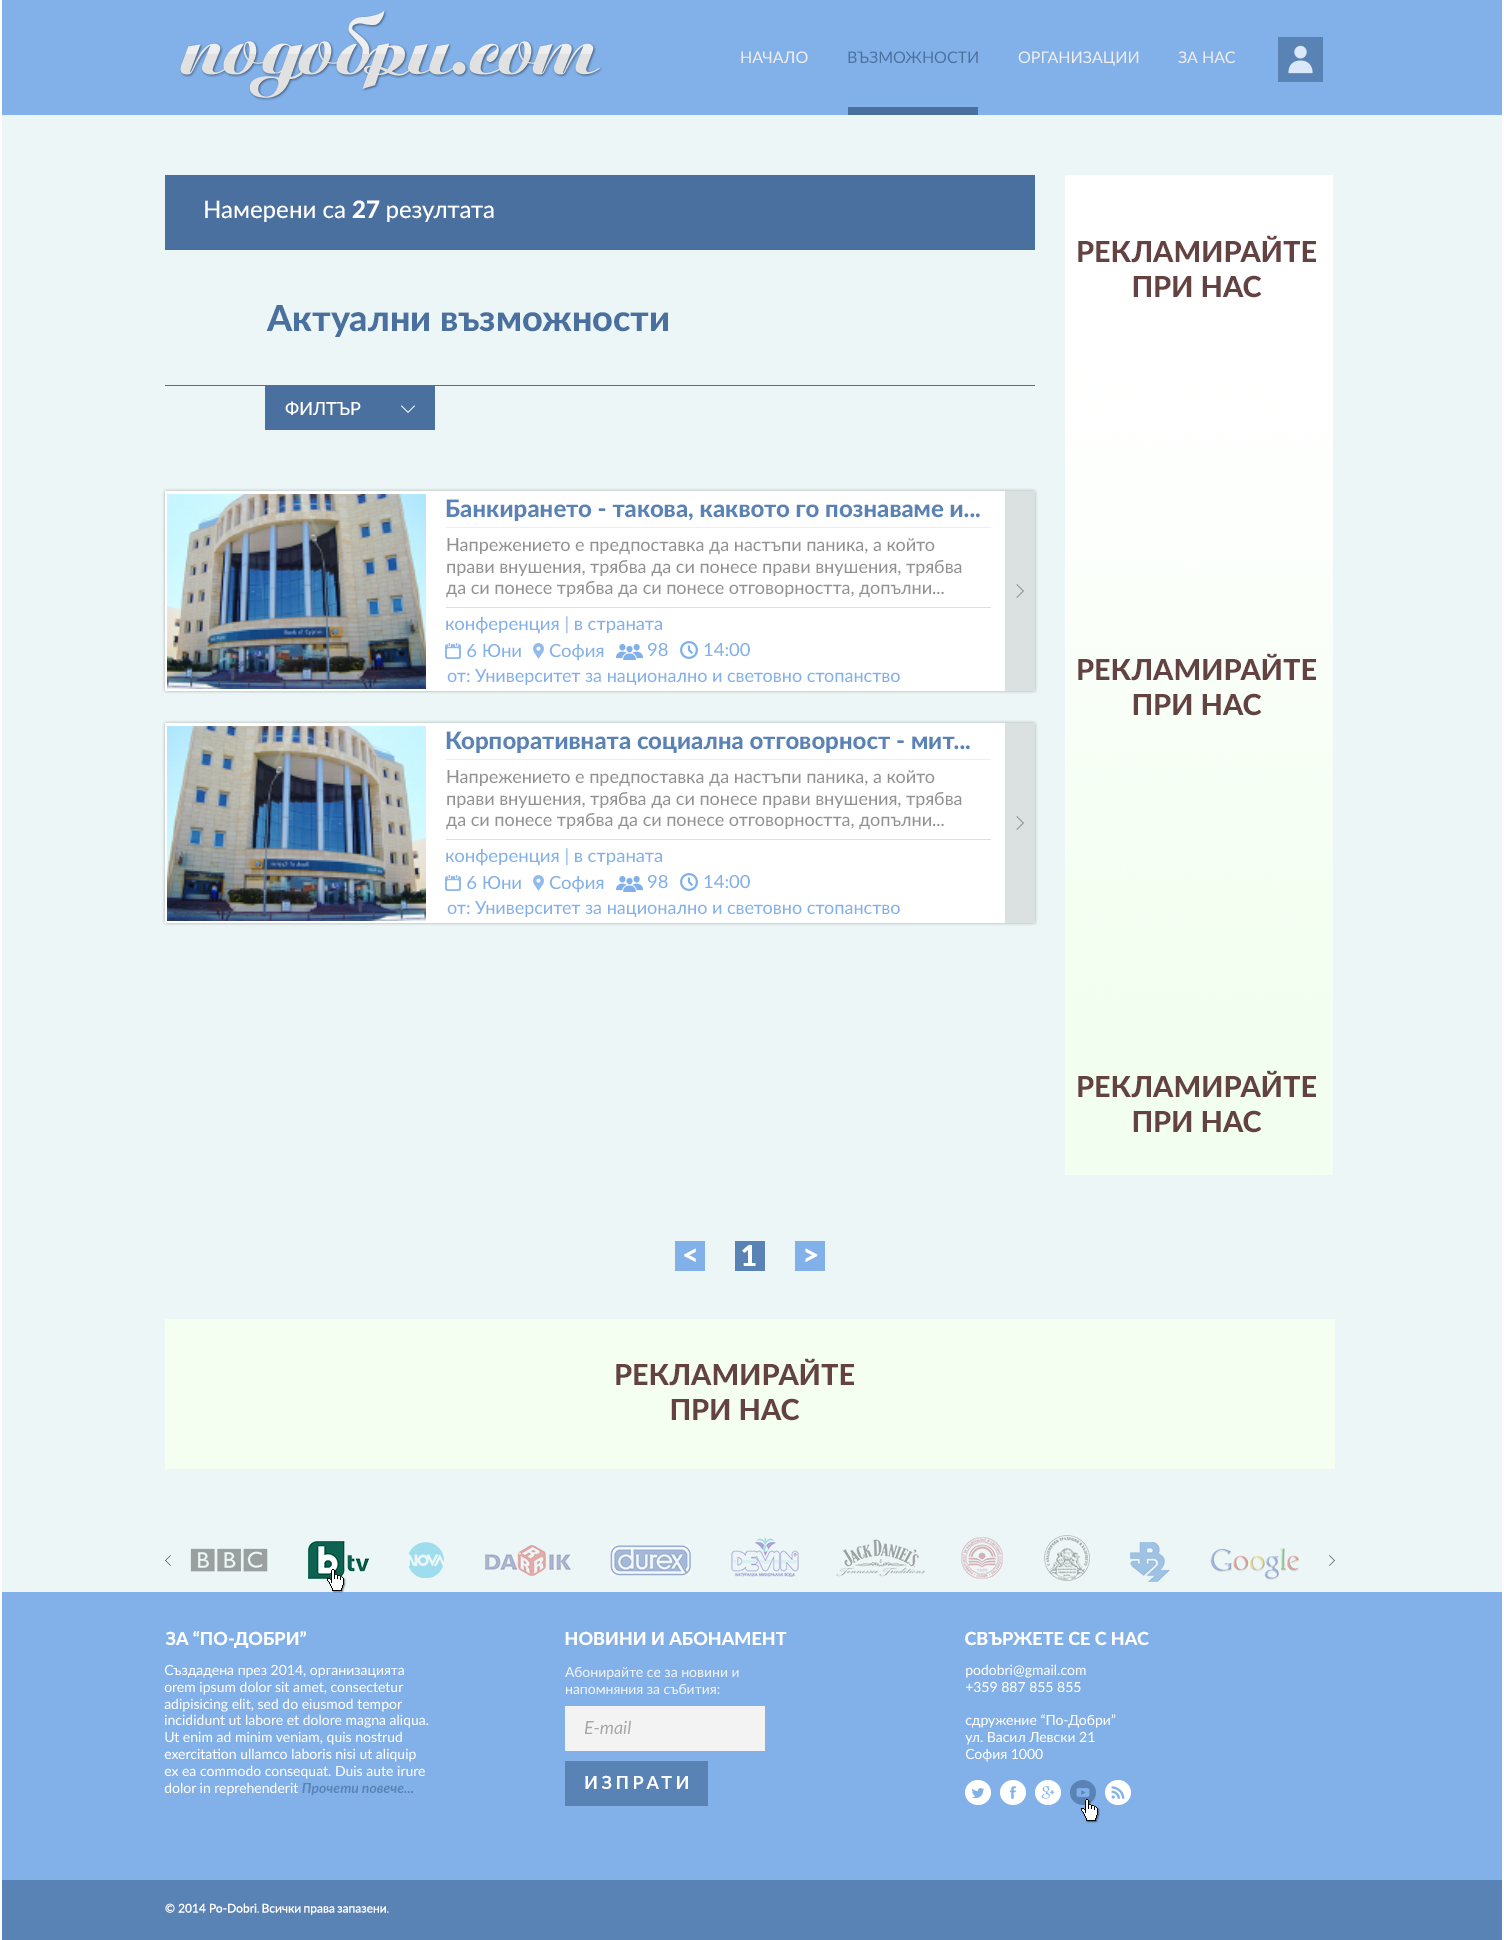 подобри.com
НАЧАЛО ВЪЗМОЖНОСТИ ОРГАНИЗАЦИИ ЗА НАС
Намерени са 27 резултата
Актуални възможности
ФИЛТЪР
Банкирането - такова, каквото го познаваме и...
Напрежението е предпоставка да настъпи паника, а който
прави внушения, трябва да си понесе прави внушения, трябва
да си понесе трябва да си понесе отговорността, допълни...
конференция | в страната
6 Юни София 98 14:00
от: Университет за национално и световно стопанство
Корпоративната социална отговорност - мит...
Напрежението е предпоставка да настъпи паника, а който
прави внушения, трябва да си понесе прави внушения, трябва
да си понесе трябва да си понесе отговорността, допълни...
конференция | в страната
6 Юни София 98 14:00
от: Университет за национално и световно стопанство
РЕКЛАМИРАЙТЕ
ПРИ НАС
РЕКЛАМИРАЙТЕ
ПРИ НАС
РЕКЛАМИРАЙТЕ
ПРИ НАС
< 1 >
РЕКЛАМИРАЙТЕ
ПРИ НАС
BBC btv NOVA DARIK durex DEVIN JACK DANIEL'S Google
Tennessee Traditions
ЗА “ПО-ДОБРИ”
Създадена през 2014, организацията
orem ipsum dolor sit amet, consectetur
adipisicing elit, sed do eiusmod tempor
incididunt ut labore et dolore magna aliqua.
Ut enim ad minim veniam, quis nostrud
exercitation ullamco laboris nisi ut aliquip
ex ea commodo consequat. Duis aute irure
dolor in reprehenderit Прочети повече...
НОВИНИ И АБОНАМЕНТ
Абонирайте се за новини и
напомняния за събития:
E-mail
ИЗПРАТИ
СВЪРЖЕТЕ СЕ С НАС
podobri@gmail.com
+359 887 855 855
сдружение “По-Добри”
ул. Васил Левски 21
София 1000
© 2014 Po-Dobri. Всички права запазени.